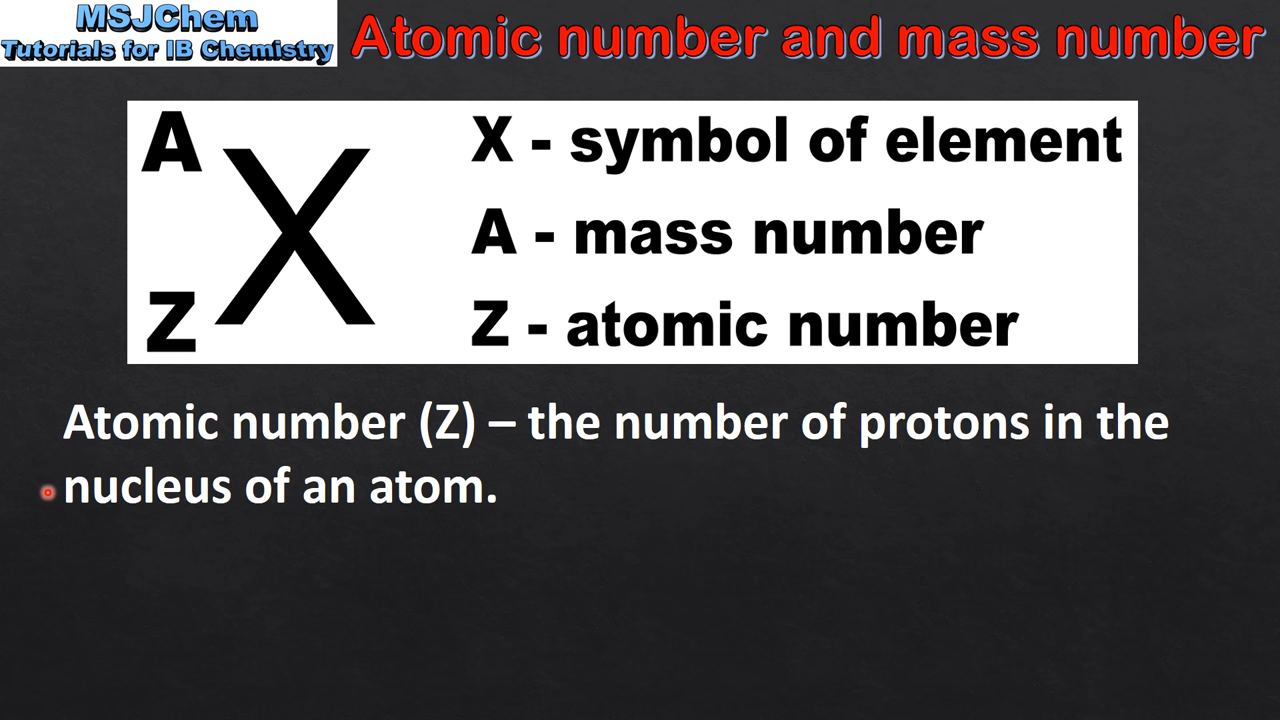 MSJChem
Tutorials for IB Chemistry
Atomic number and mass number
A
X
Z
X - symbol of element
A - mass number
Z - atomic number
Atomic number (Z) – the number of protons in the
nucleus of an atom.